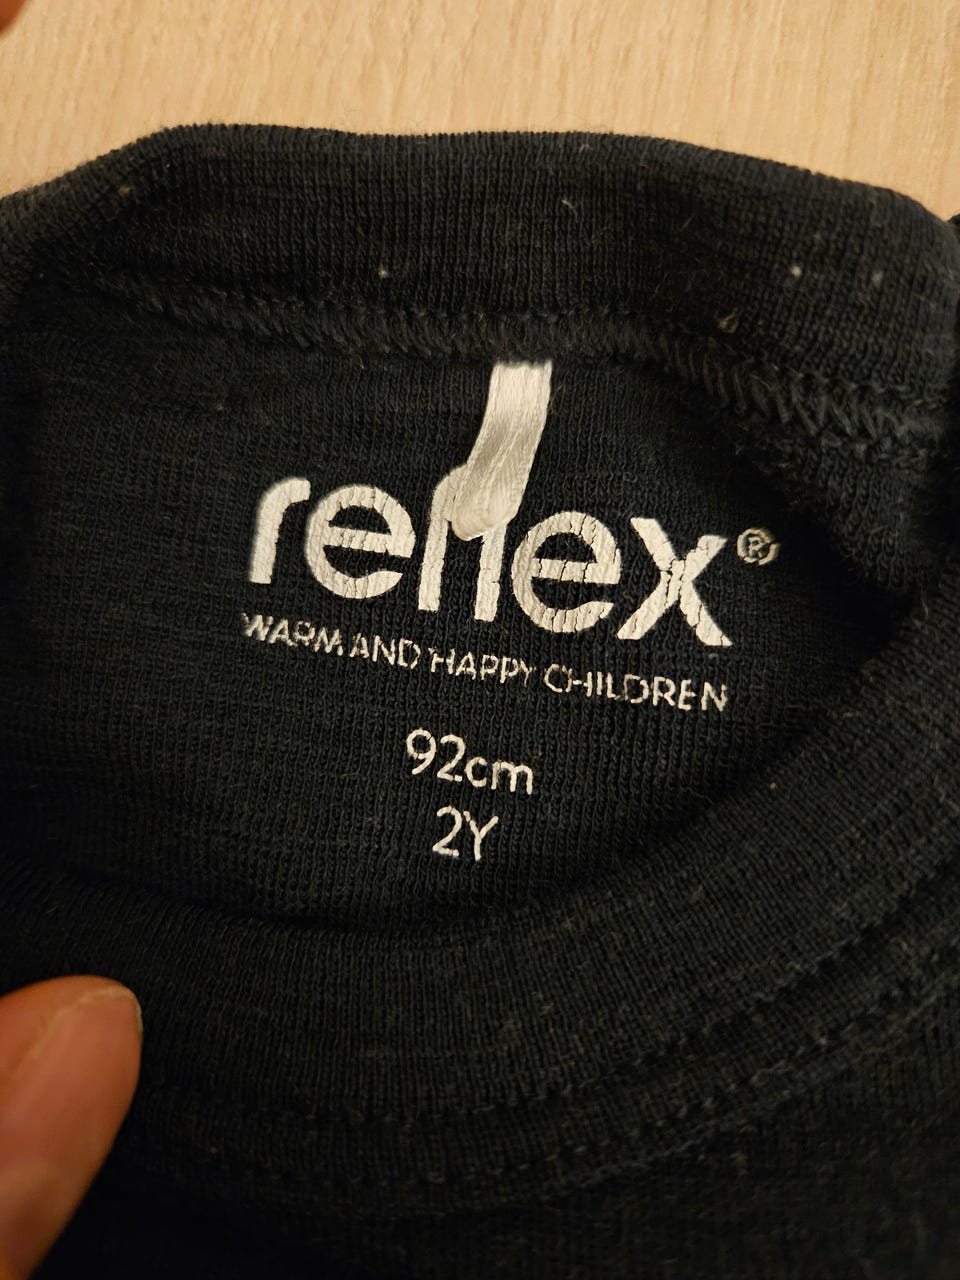 reflex®
WARM AND HAPPY CHILDREN
92cm
2Y